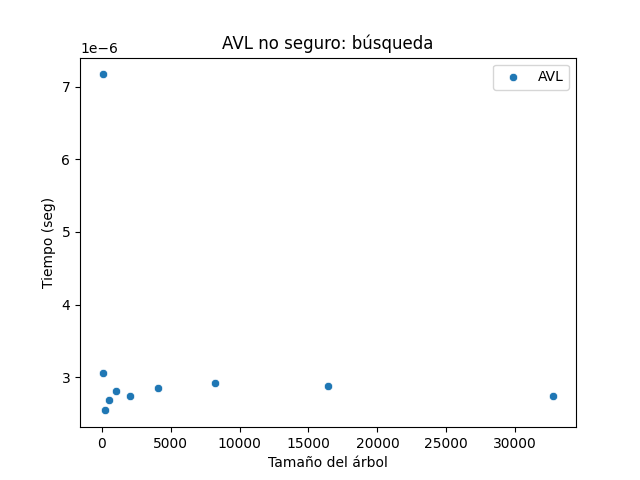 AVL no seguro: búsqueda
1e−6
AVL
7
6
5
4
3
Tiempo (seg)
0 5000 10000 15000 20000 25000 30000
Tamaño del árbol